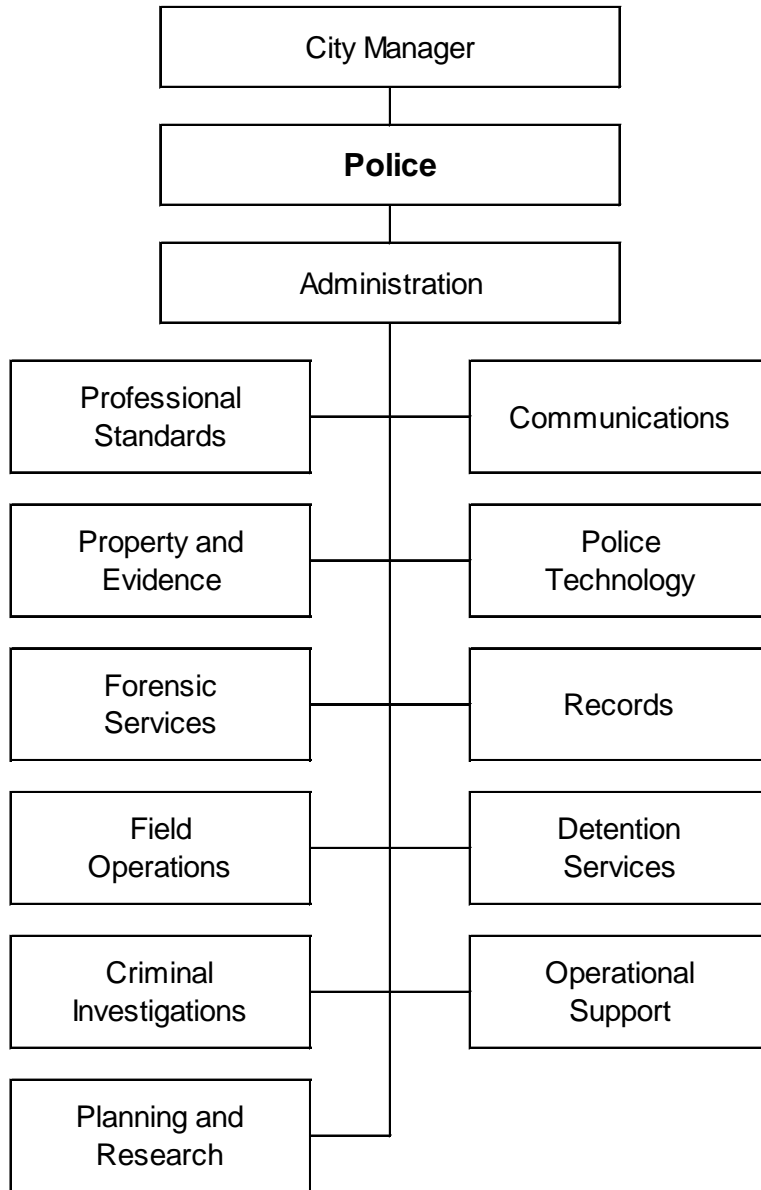 City Manager
Police
Administration
Professional
Standards
Communications
Property and
Evidence
Police
Technology
Forensic
Services
Records
Field
Operations
Detention
Services
Criminal
Investigations
Operational
Support
Planning and
Research